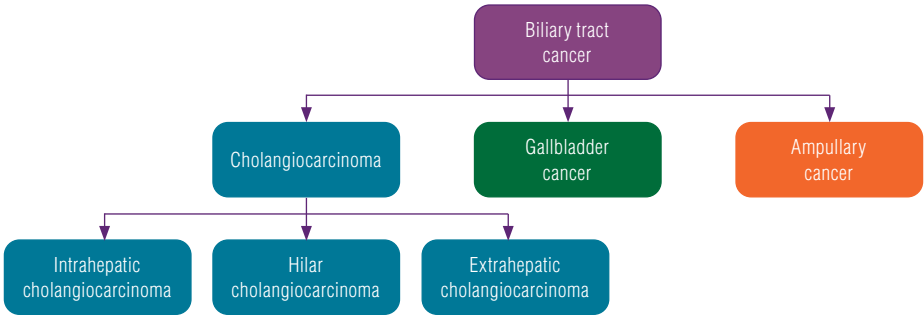 Biliary tract
cancer
Cholangiocarcinoma
Gallbladder
cancer
Ampullary
cancer
Intrahepatic
cholangiocarcinoma
Hilar
cholangiocarcinoma
Extrahepatic
cholangiocarcinoma